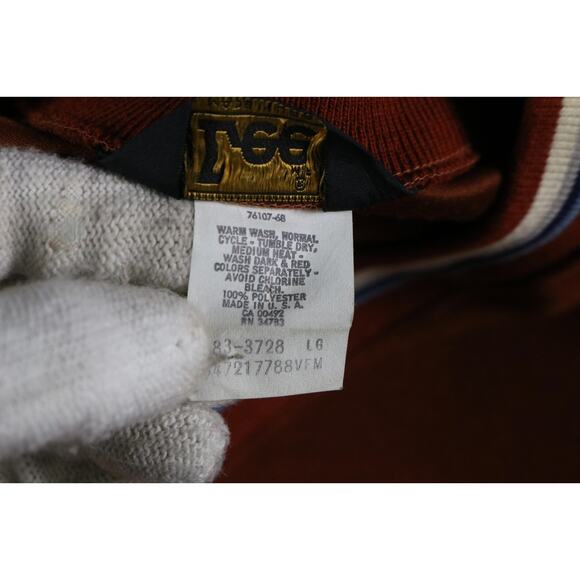 76107-68
WARM WASH, NORMAL
CYCLE - TUMBLE DRY,
MEDIUM HEAT -
WASH DARK & RED
COLORS SEPARATELY -
AVOID CHLORINE
BLEACH.
100% POLYESTER
MADE IN U.S.A.
CA 00492
RN 34783
83-3728 LG
47217788VFM